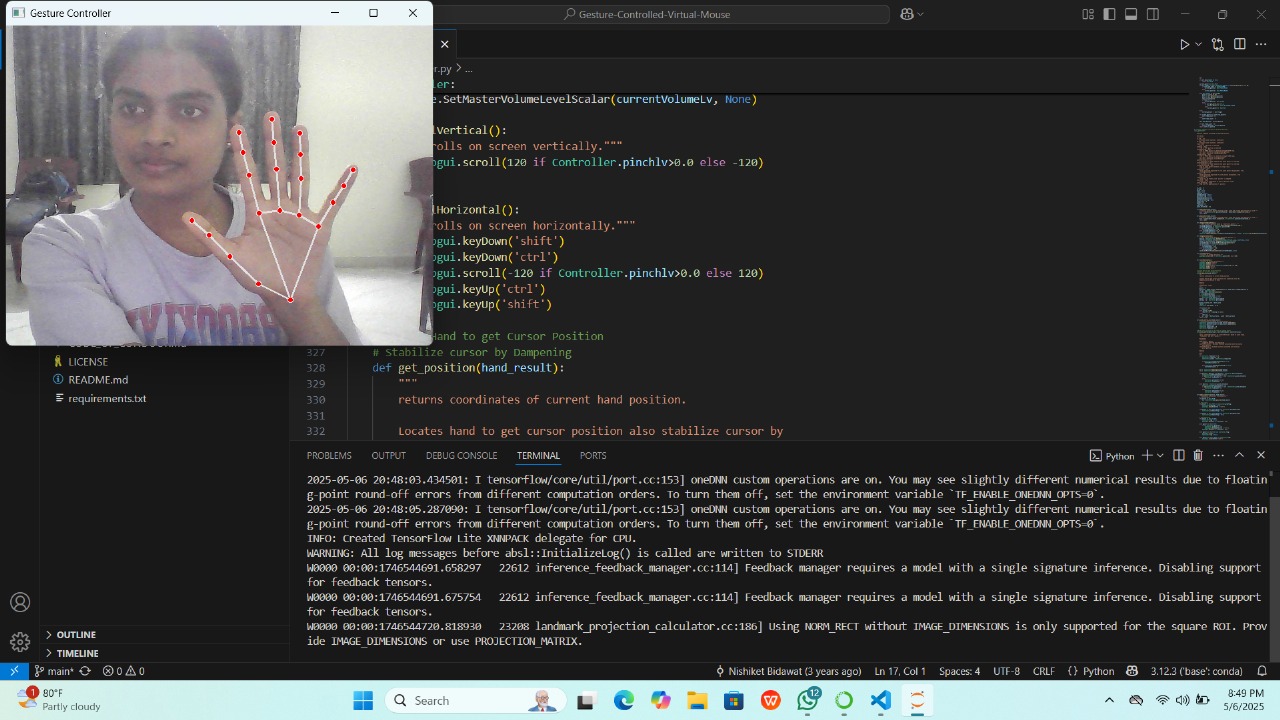 Gesture Controller
Gesture-Controlled-Virtual-Mouse
r.py > ...
ler:
e.SetMasterVolumeLevelScalar(currentVolumeLv, None)
lVertical():
rolls on screen vertically."""
ogui.scroll(120 if Controller.pinchlv>0.0 else -120)
lHorizontal():
rolls on screen horizontally."""
ogui.keyDown('shift')
ogui.keyDown('ctrl')
ogui.scroll(-120 if Controller.pinchlv>0.0 else 120)
ogui.keyUp('ctrl')
ogui.keyUp('shift')
Hand to get Cursor Position
327 # Stabilize cursor by Dampening
328 def get_position(hand_result):
329 """
330 returns coordinates of current hand position.
331
332 Locates hand to get cursor position also stabilize cursor by
LICENSE
README.md
requirements.txt
OUTLINE
TIMELINE
PROBLEMS OUTPUT DEBUG CONSOLE TERMINAL PORTS
Python
2025-05-06 20:48:03.434501: I tensorflow/core/util/port.cc:153] oneDNN custom operations are on. You may see slightly different numerical results due to floatin
g-point round-off errors from different computation orders. To turn them off, set the environment variable `TF_ENABLE_ONEDNN_OPTS=0`.
2025-05-06 20:48:05.287090: I tensorflow/core/util/port.cc:153] oneDNN custom operations are on. You may see slightly different numerical results due to floatin
g-point round-off errors from different computation orders. To turn them off, set the environment variable `TF_ENABLE_ONEDNN_OPTS=0`.
INFO: Created TensorFlow Lite XNNPACK delegate for CPU.
WARNING: All log messages before absl::InitializeLog() is called are written to STDERR
W0000 00:00:1746544691.658297 22612 inference_feedback_manager.cc:114] Feedback manager requires a model with a single signature inference. Disabling support
for feedback tensors.
W0000 00:00:1746544691.675754 22612 inference_feedback_manager.cc:114] Feedback manager requires a model with a single signature inference. Disabling support
for feedback tensors.
W0000 00:00:1746544720.818930 23208 landmark_projection_calculator.cc:186] Using NORM_RECT without IMAGE_DIMENSIONS is only supported for the square ROI. Prov
ide IMAGE_DIMENSIONS or use PROJECTION_MATRIX.
main* 0 0 Nishiket Bidawat (3 years ago) Ln 17, Col 1 Spaces: 4 UTF-8 CRLF {} Python 3.12.3 ('base': conda)
1
80°F
Partly cloudy
Search
12
8:49 PM
5/6/2025